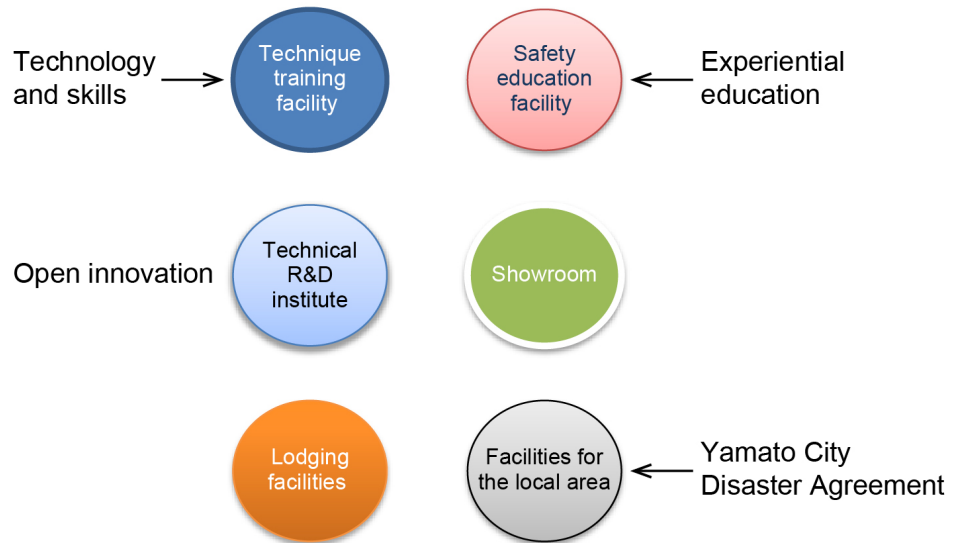 Technology
and skills
Technique
training
facility
Safety
education
facility
Experiential
education
Open innovation
Technical
R&D
institute
Showroom
Lodging
facilities
Facilities for
the local area
Yamato City
Disaster Agreement